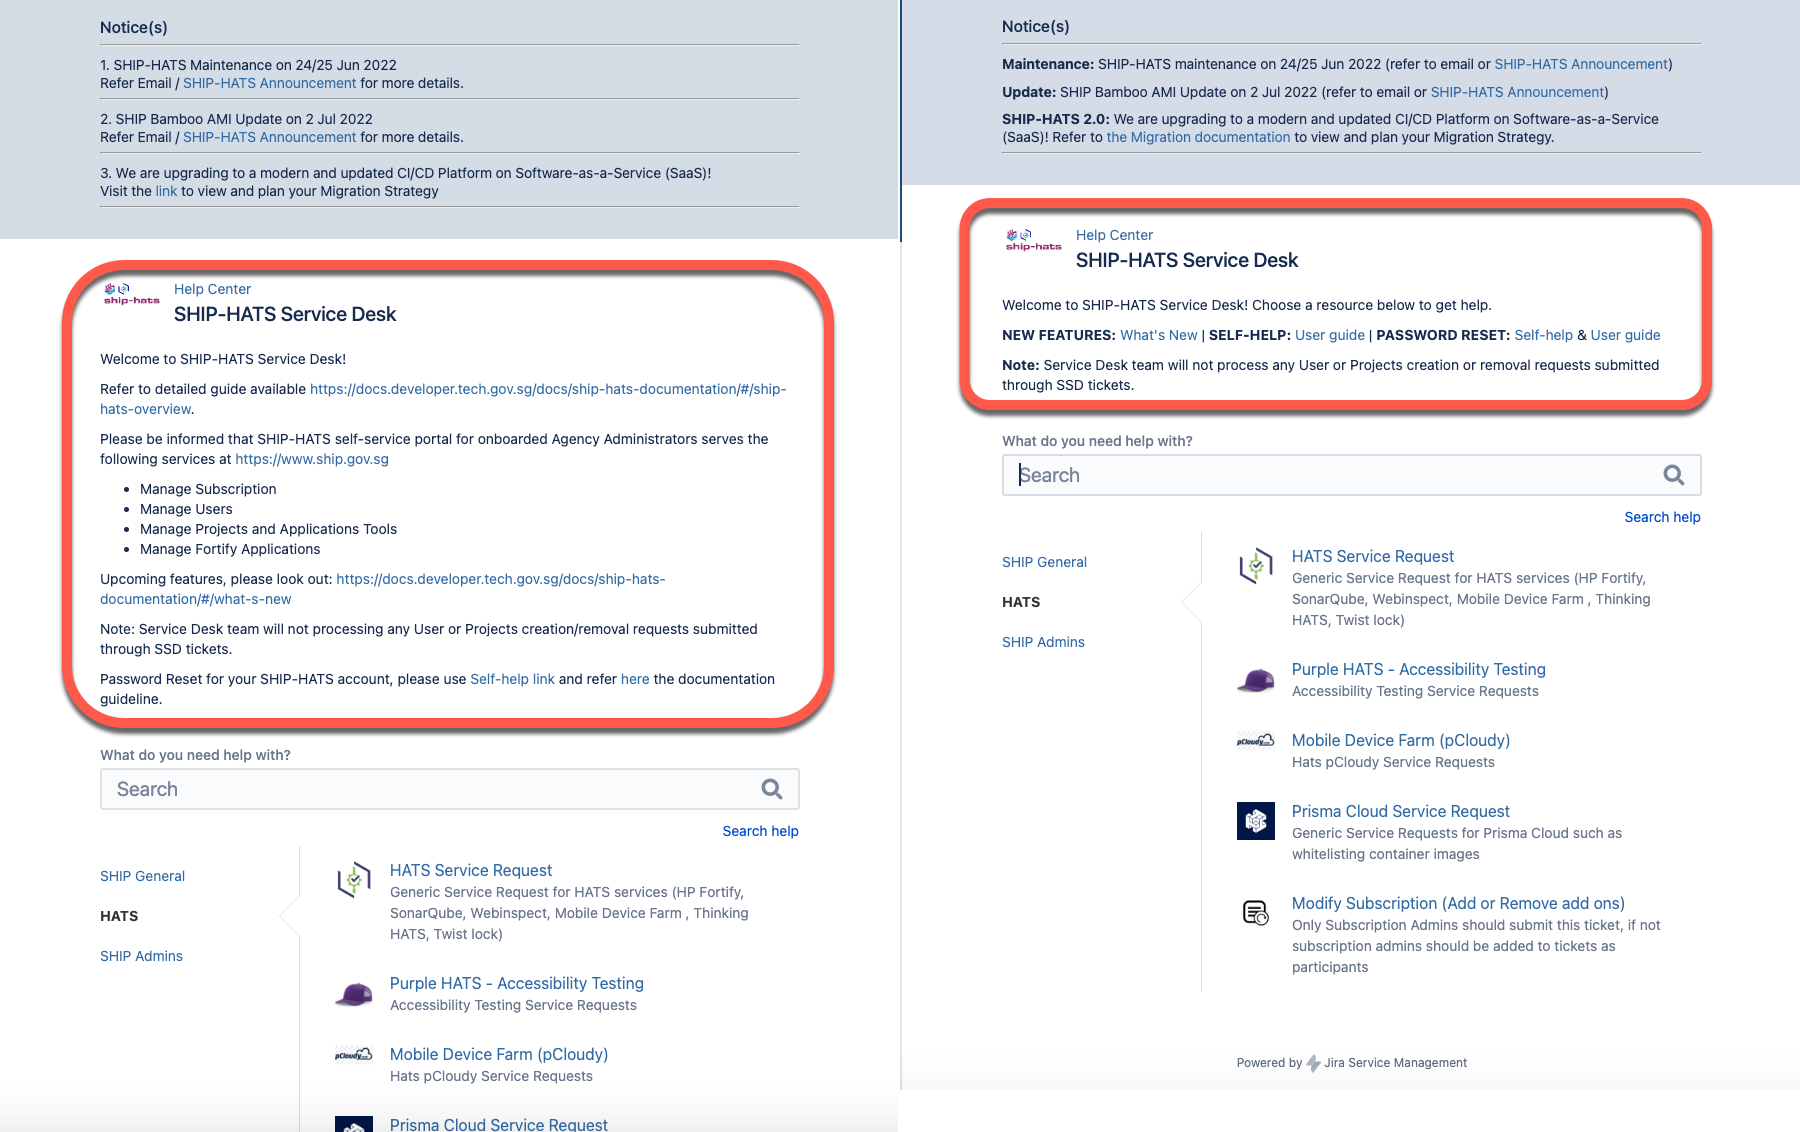 Notice(s)
1. SHIP-HATS Maintenance on 24/25 Jun 2022
Refer Email / SHIP-HATS Announcement for more details.
2. SHIP Bamboo AMI Update on 2 Jul 2022
Refer Email / SHIP-HATS Announcement for more details.
3. We are upgrading to a modern and updated CI/CD Platform on Software-as-a-Service (SaaS)!
Visit the link to view and plan your Migration Strategy
ship-hats
Help Center
SHIP-HATS Service Desk
Welcome to SHIP-HATS Service Desk!
Refer to detailed guide available https://docs.developer.tech.gov.sg/docs/ship-hats-documentation/#/ship-
hats-overview.
Please be informed that SHIP-HATS self-service portal for onboarded Agency Administrators serves the
following services at https://www.ship.gov.sg
• Manage Subscription
• Manage Users
• Manage Projects and Applications Tools
• Manage Fortify Applications
Upcoming features, please look out: https://docs.developer.tech.gov.sg/docs/ship-hats-
documentation/#/what-s-new
Note: Service Desk team will not processing any User or Projects creation/removal requests submitted
through SSD tickets.
Password Reset for your SHIP-HATS account, please use Self-help link and refer here the documentation
guideline.
What do you need help with?
Search
Search help
SHIP General
HATS
SHIP Admins
HATS Service Request
Generic Service Request for HATS services (HP Fortify,
SonarQube, Webinspect, Mobile Device Farm , Thinking
HATS, Twist lock)
Purple HATS - Accessibility Testing
Accessibility Testing Service Requests
pCloudy
Mobile Device Farm (pCloudy)
Hats pCloudy Service Requests
Prisma Cloud Service Request
Notice(s)
Maintenance: SHIP-HATS maintenance on 24/25 Jun 2022 (refer to email or SHIP-HATS Announcement)
Update: SHIP Bamboo AMI Update on 2 Jul 2022 (refer to email or SHIP-HATS Announcement)
SHIP-HATS 2.0: We are upgrading to a modern and updated CI/CD Platform on Software-as-a-Service
(SaaS)! Refer to the Migration documentation to view and plan your Migration Strategy.
ship-hats
Help Center
SHIP-HATS Service Desk
Welcome to SHIP-HATS Service Desk! Choose a resource below to get help.
NEW FEATURES: What's New | SELF-HELP: User guide | PASSWORD RESET: Self-help & User guide
Note: Service Desk team will not process any User or Projects creation or removal requests submitted
through SSD tickets.
What do you need help with?
Search
Search help
SHIP General
HATS
SHIP Admins
HATS Service Request
Generic Service Request for HATS services (HP Fortify,
SonarQube, Webinspect, Mobile Device Farm , Thinking
HATS, Twist lock)
Purple HATS - Accessibility Testing
Accessibility Testing Service Requests
pCloudy
Mobile Device Farm (pCloudy)
Hats pCloudy Service Requests
Prisma Cloud Service Request
Generic Service Requests for Prisma Cloud such as
whitelisting container images
Modify Subscription (Add or Remove add ons)
Only Subscription Admins should submit this ticket, if not
subscription admins should be added to tickets as
participants
Powered by Jira Service Management